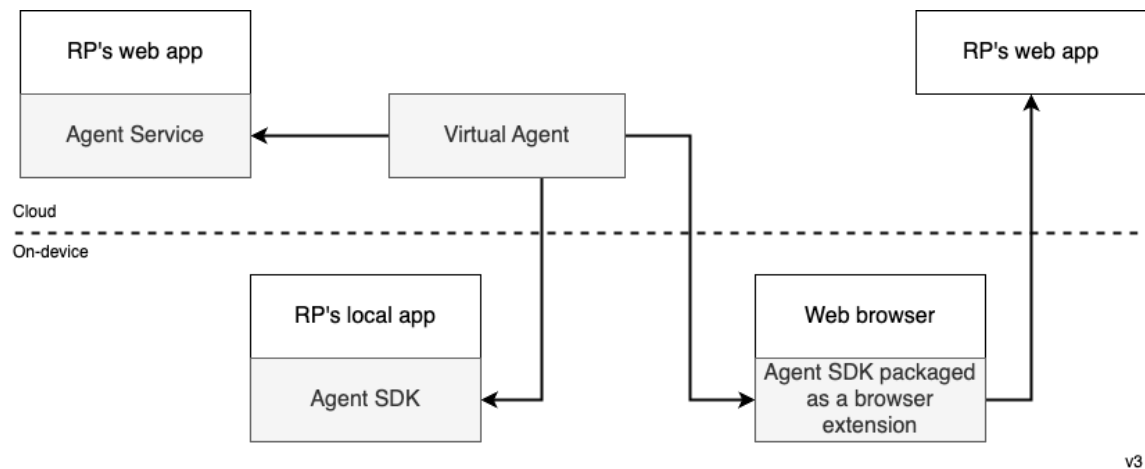 RP's web app
Agent Service
Virtual Agent
RP's web app
Cloud
On-device
RP's local app
Agent SDK
Web browser
Agent SDK packaged
as a browser
extension
v3